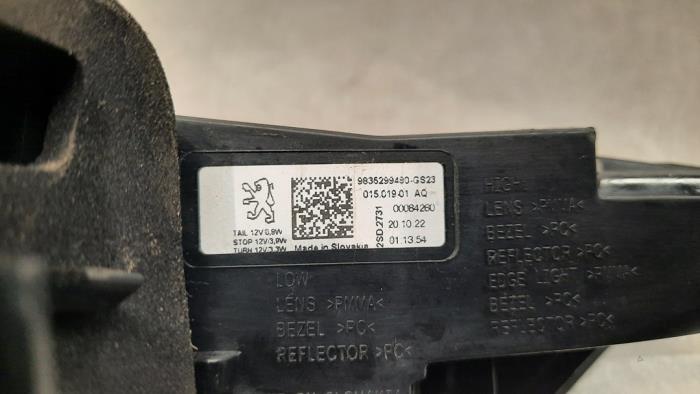 9835299480-GS23
015.019-01 AQ
00084260
2SD.2731
20.10.22
01:13:54
TAIL 12V/0,9W
STOP 12V/3,9W
TURN 12V/3,3W
Made in Slovakia
LOW
LENS >PMMA<
BEZEL >PC<
REFLECTOR >PC<
HIGH
LENS >PMMA<
BEZEL >PC<
REFLECTOR >PC<
EDGE LIGHT >PMMA<
BEZEL >PC<
REFLECTOR >PC<